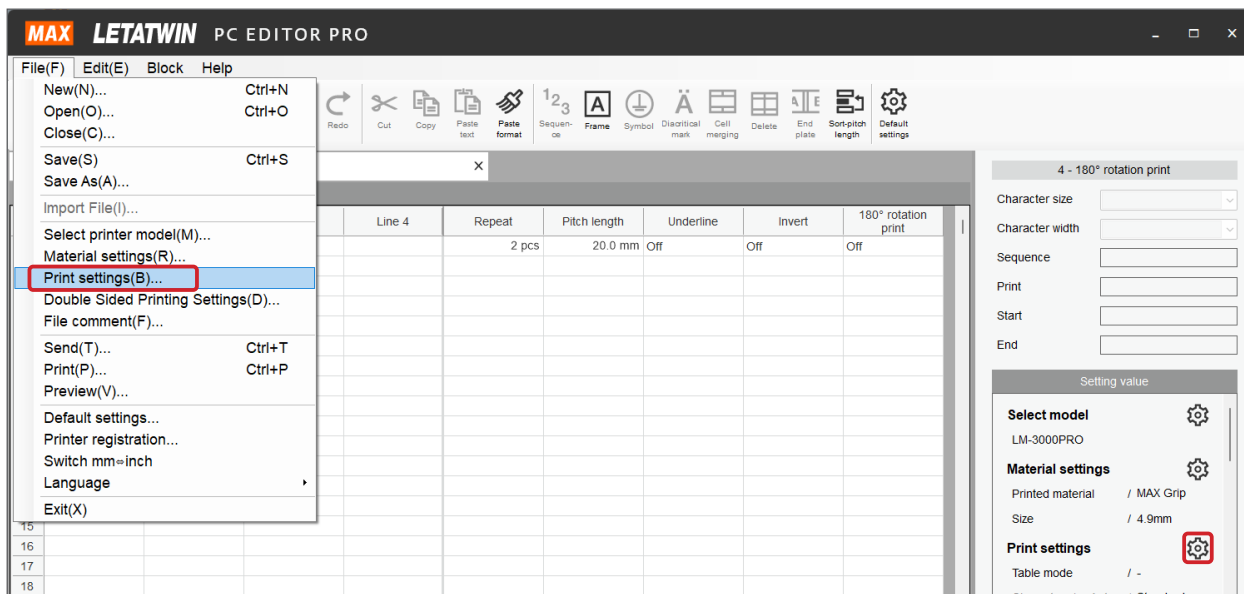 MAX LETATWIN PC EDITOR PRO
File(F) Edit(E) Block Help
New(N)... Ctrl+N
Open(O)... Ctrl+O
Close(C)...
Save(S) Ctrl+S
Save As(A)...
Import File(I)...
Select printer model(M)...
Material settings(R)...
Print settings(B)...
Double Sided Printing Settings(D)...
File comment(F)...
Send(T)... Ctrl+T
Print(P)... Ctrl+P
Preview(V)...
Default settings...
Printer registration...
Switch mm⇔inch
Language
Exit(X)
Redo Cut Copy Paste text Paste format Sequen-ce Frame Symbol Diacritical mark Cell merging Delete End plate Sort-pitch length Default settings
Line 4 Repeat Pitch length Underline Invert 180° rotation print
2 pcs 20.0 mm Off Off Off
15
16
17
18
4 - 180° rotation print
Character size
Character width
Sequence
Print
Start
End
Setting value
Select model
LM-3000PRO
Material settings
Printed material / MAX Grip
Size / 4.9mm
Print settings
Table mode / -